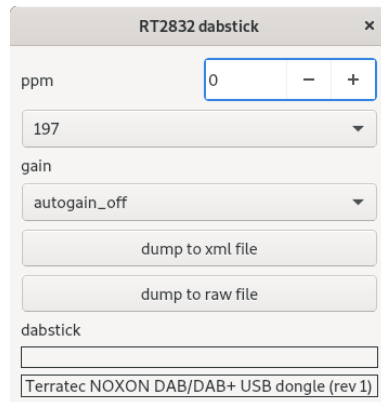 RT2832 dabstick ×
ppm 0 − +
197
gain
autogain_off
dump to xml file
dump to raw file
dabstick
Terratec NOXON DAB/DAB+ USB dongle (rev 1)